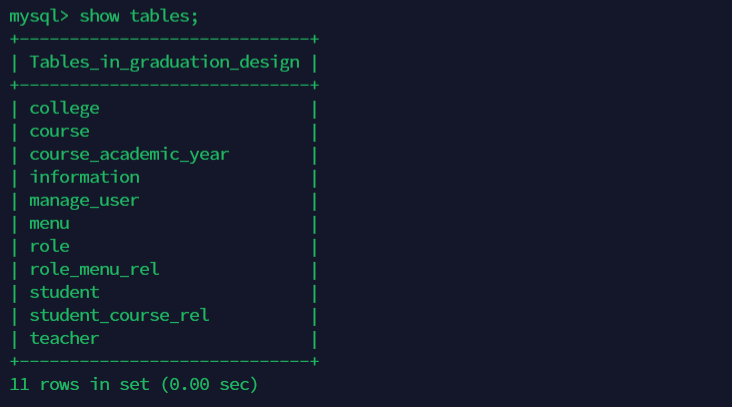 mysql> show tables;
+-----------------------------+
| Tables_in_graduation_design |
+-----------------------------+
| college                     |
| course                      |
| course_academic_year        |
| information                 |
| manage_user                 |
| menu                        |
| role                        |
| role_menu_rel               |
| student                     |
| student_course_rel          |
| teacher                     |
+-----------------------------+
11 rows in set (0.00 sec)